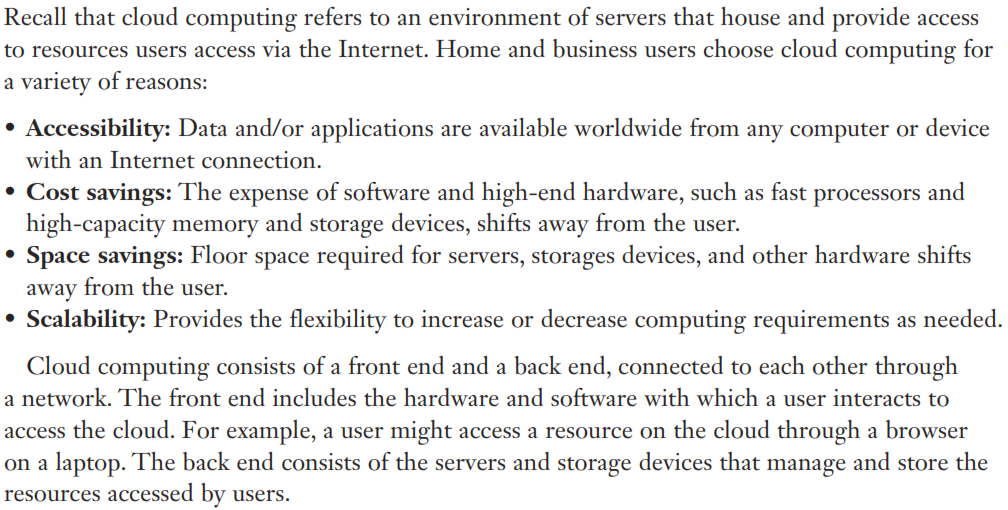 Recall that cloud computing refers to an environment of servers that house and provide access
to resources users access via the Internet. Home and business users choose cloud computing for
a variety of reasons:
• Accessibility: Data and/or applications are available worldwide from any computer or device
with an Internet connection.
• Cost savings: The expense of software and high-end hardware, such as fast processors and
high-capacity memory and storage devices, shifts away from the user.
• Space savings: Floor space required for servers, storages devices, and other hardware shifts
away from the user.
• Scalability: Provides the flexibility to increase or decrease computing requirements as needed.
Cloud computing consists of a front end and a back end, connected to each other through
a network. The front end includes the hardware and software with which a user interacts to
access the cloud. For example, a user might access a resource on the cloud through a browser
on a laptop. The back end consists of the servers and storage devices that manage and store the
resources accessed by users.